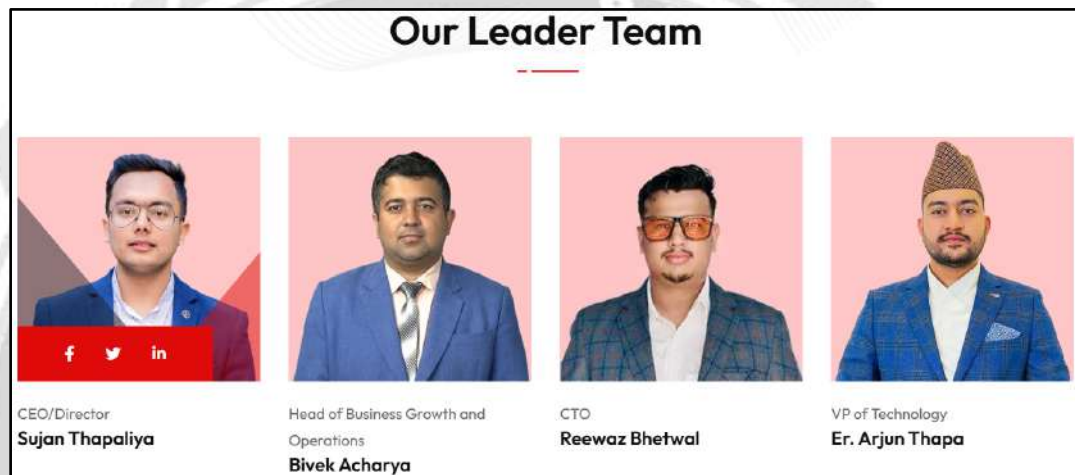 Our Leader Team
CEO/Director
Sujan Thapaliya
Head of Business Growth and
Operations
Bivek Acharya
CTO
Reewaz Bhetwal
VP of Technology
Er. Arjun Thapa